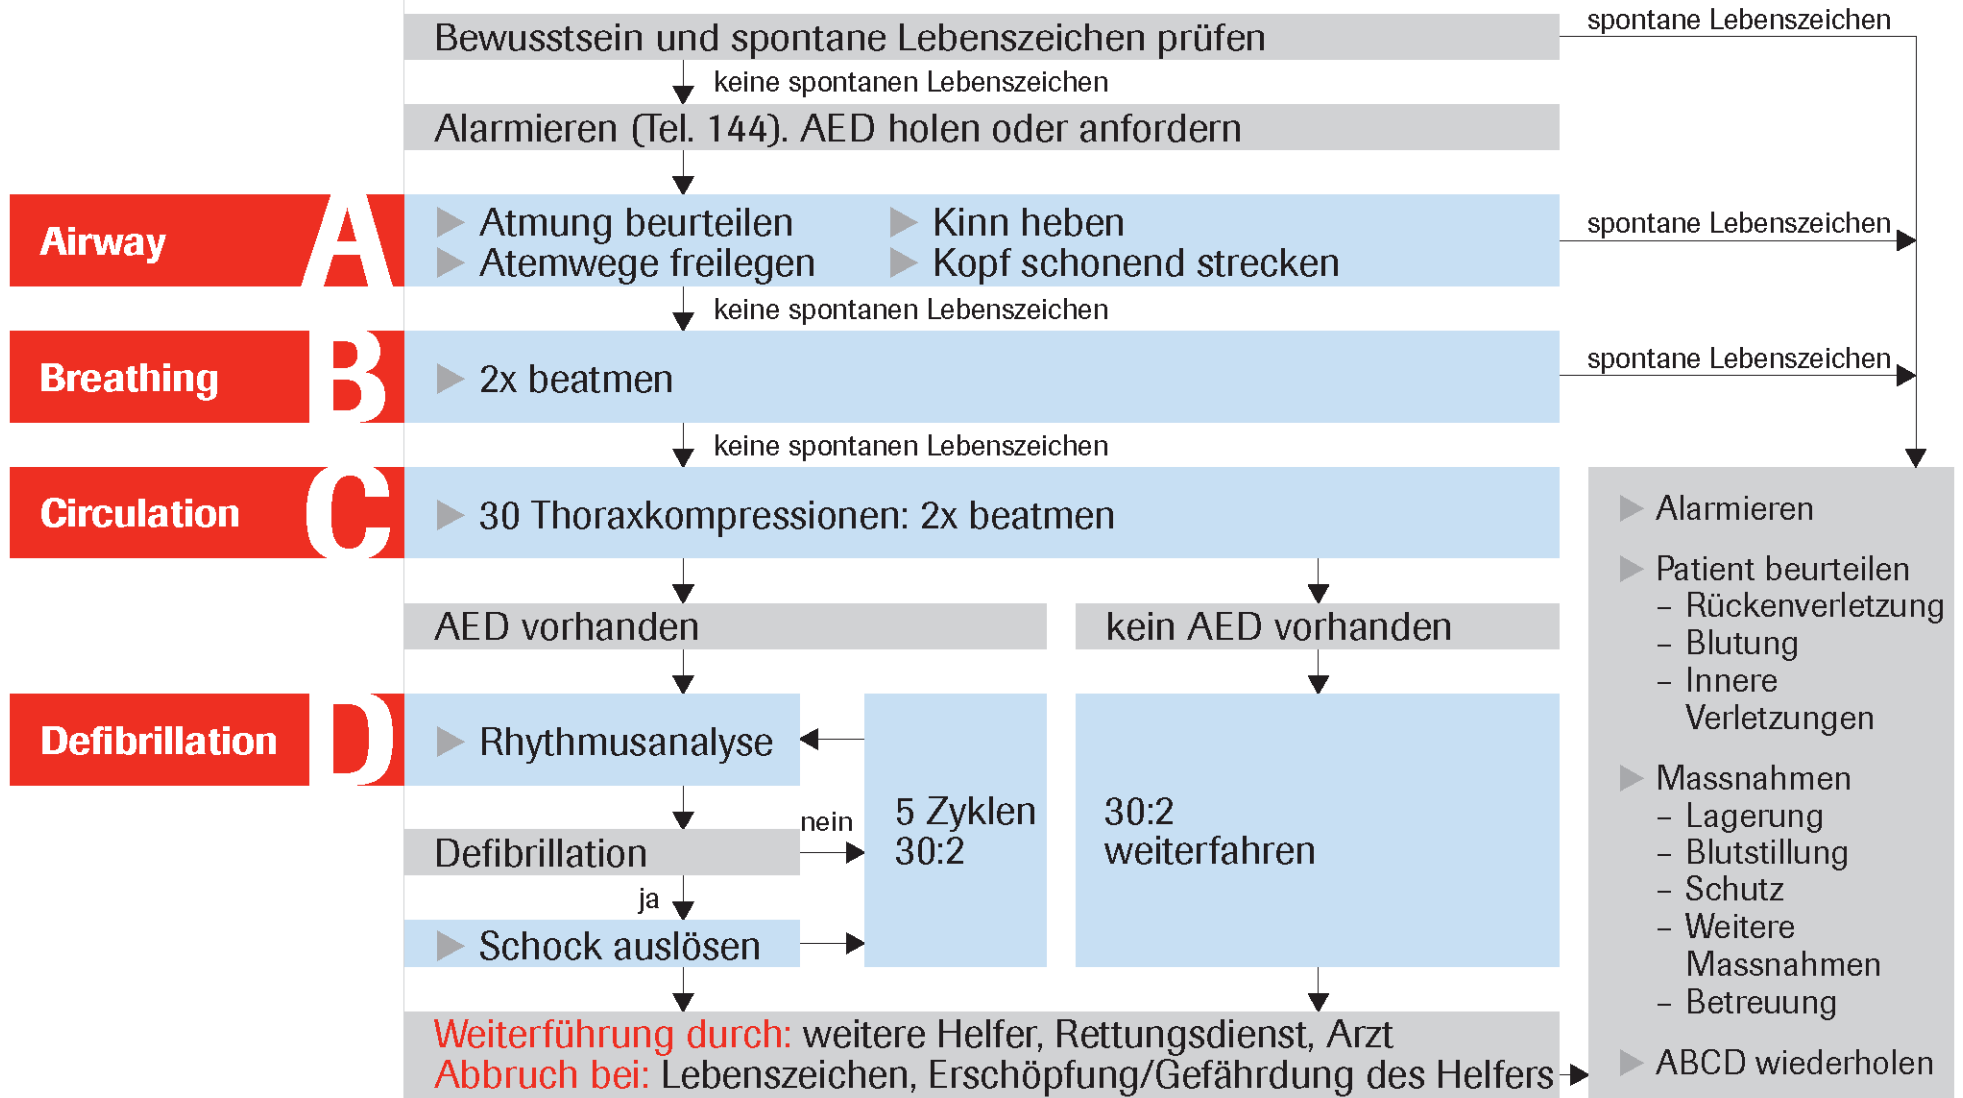 Bewusstsein und spontane Lebenszeichen prüfen
spontane Lebenszeichen
keine spontanen Lebenszeichen
Alarmieren (Tel. 144). AED holen oder anfordern
Airway
A
Atmung beurteilen
Kinn heben
Atemwege freilegen
Kopf schonend strecken
spontane Lebenszeichen
keine spontanen Lebenszeichen
Breathing
B
2x beatmen
spontane Lebenszeichen
keine spontanen Lebenszeichen
Circulation
C
30 Thoraxkompressionen: 2x beatmen
AED vorhanden
kein AED vorhanden
Defibrillation
D
Rhythmusanalyse
Defibrillation
nein
ja
Schock auslösen
5 Zyklen
30:2
30:2
weiterfahren
Weiterführung durch: weitere Helfer, Rettungsdienst, Arzt
Abbruch bei: Lebenszeichen, Erschöpfung/Gefährdung des Helfers
Alarmieren
Patient beurteilen
– Rückenverletzung
– Blutung
– Innere
Verletzungen
Massnahmen
– Lagerung
– Blutstillung
– Schutz
– Weitere
Massnahmen
– Betreuung
ABCD wiederholen